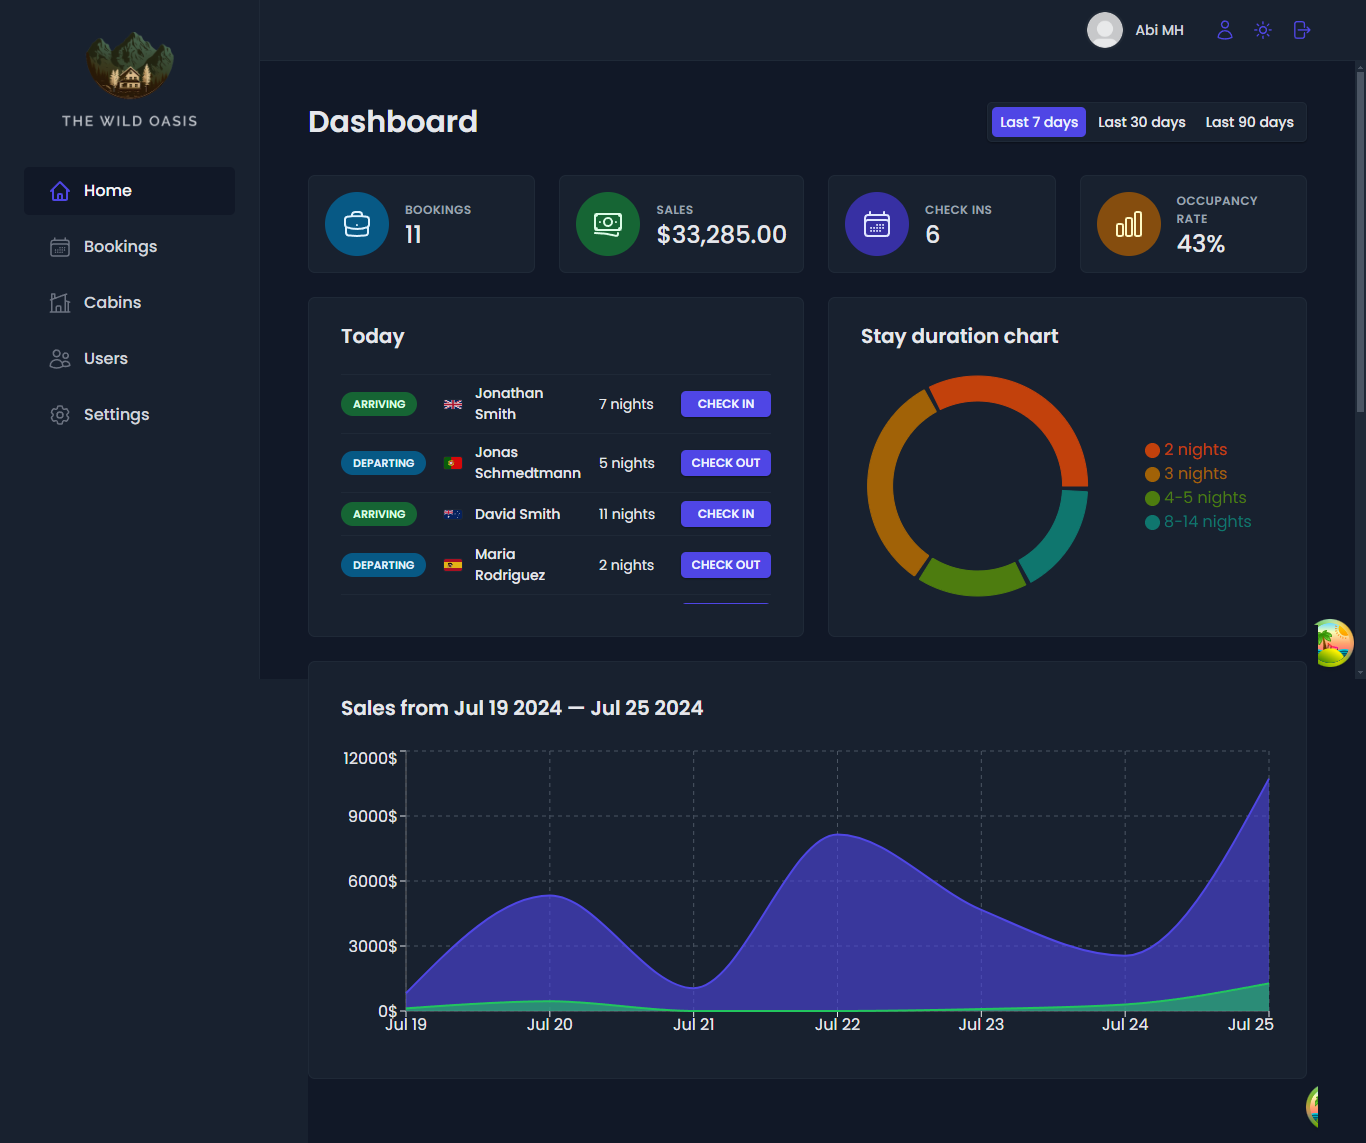 THE WILD OASIS
Home
Bookings
Cabins
Users
Settings
Abi MH
Dashboard
Last 7 days
Last 30 days
Last 90 days
BOOKINGS
11
SALES
$33,285.00
CHECK INS
6
OCCUPANCY
RATE
43%
Today
ARRIVING
Jonathan
Smith
7 nights
CHECK IN
DEPARTING
Jonas
Schmedtmann
5 nights
CHECK OUT
ARRIVING
David Smith
11 nights
CHECK IN
DEPARTING
Maria
Rodriguez
2 nights
CHECK OUT
Stay duration chart
2 nights
3 nights
4-5 nights
8-14 nights
Sales from Jul 19 2024 — Jul 25 2024
12000$
9000$
6000$
3000$
0$
Jul 19
Jul 20
Jul 21
Jul 22
Jul 23
Jul 24
Jul 25